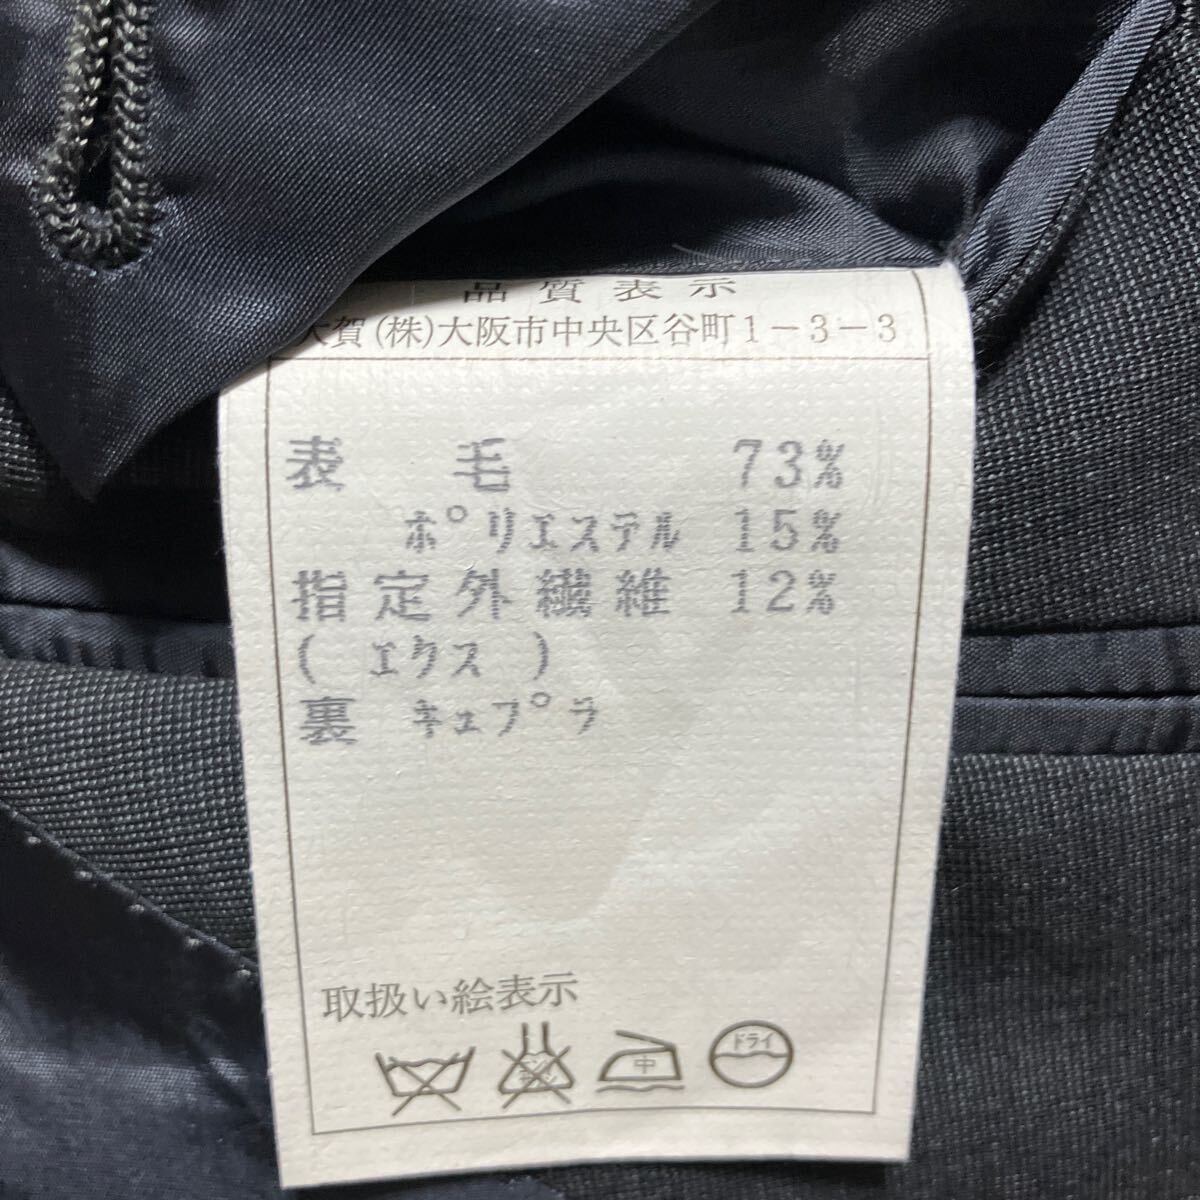 品質表示
大賀(株)大阪市中央区谷町1-3-3
表 毛 73%
ポリエステル 15%
指定外繊維 12%
(エクス)
裏 キュプラ
取扱い絵表示
中 ドライ